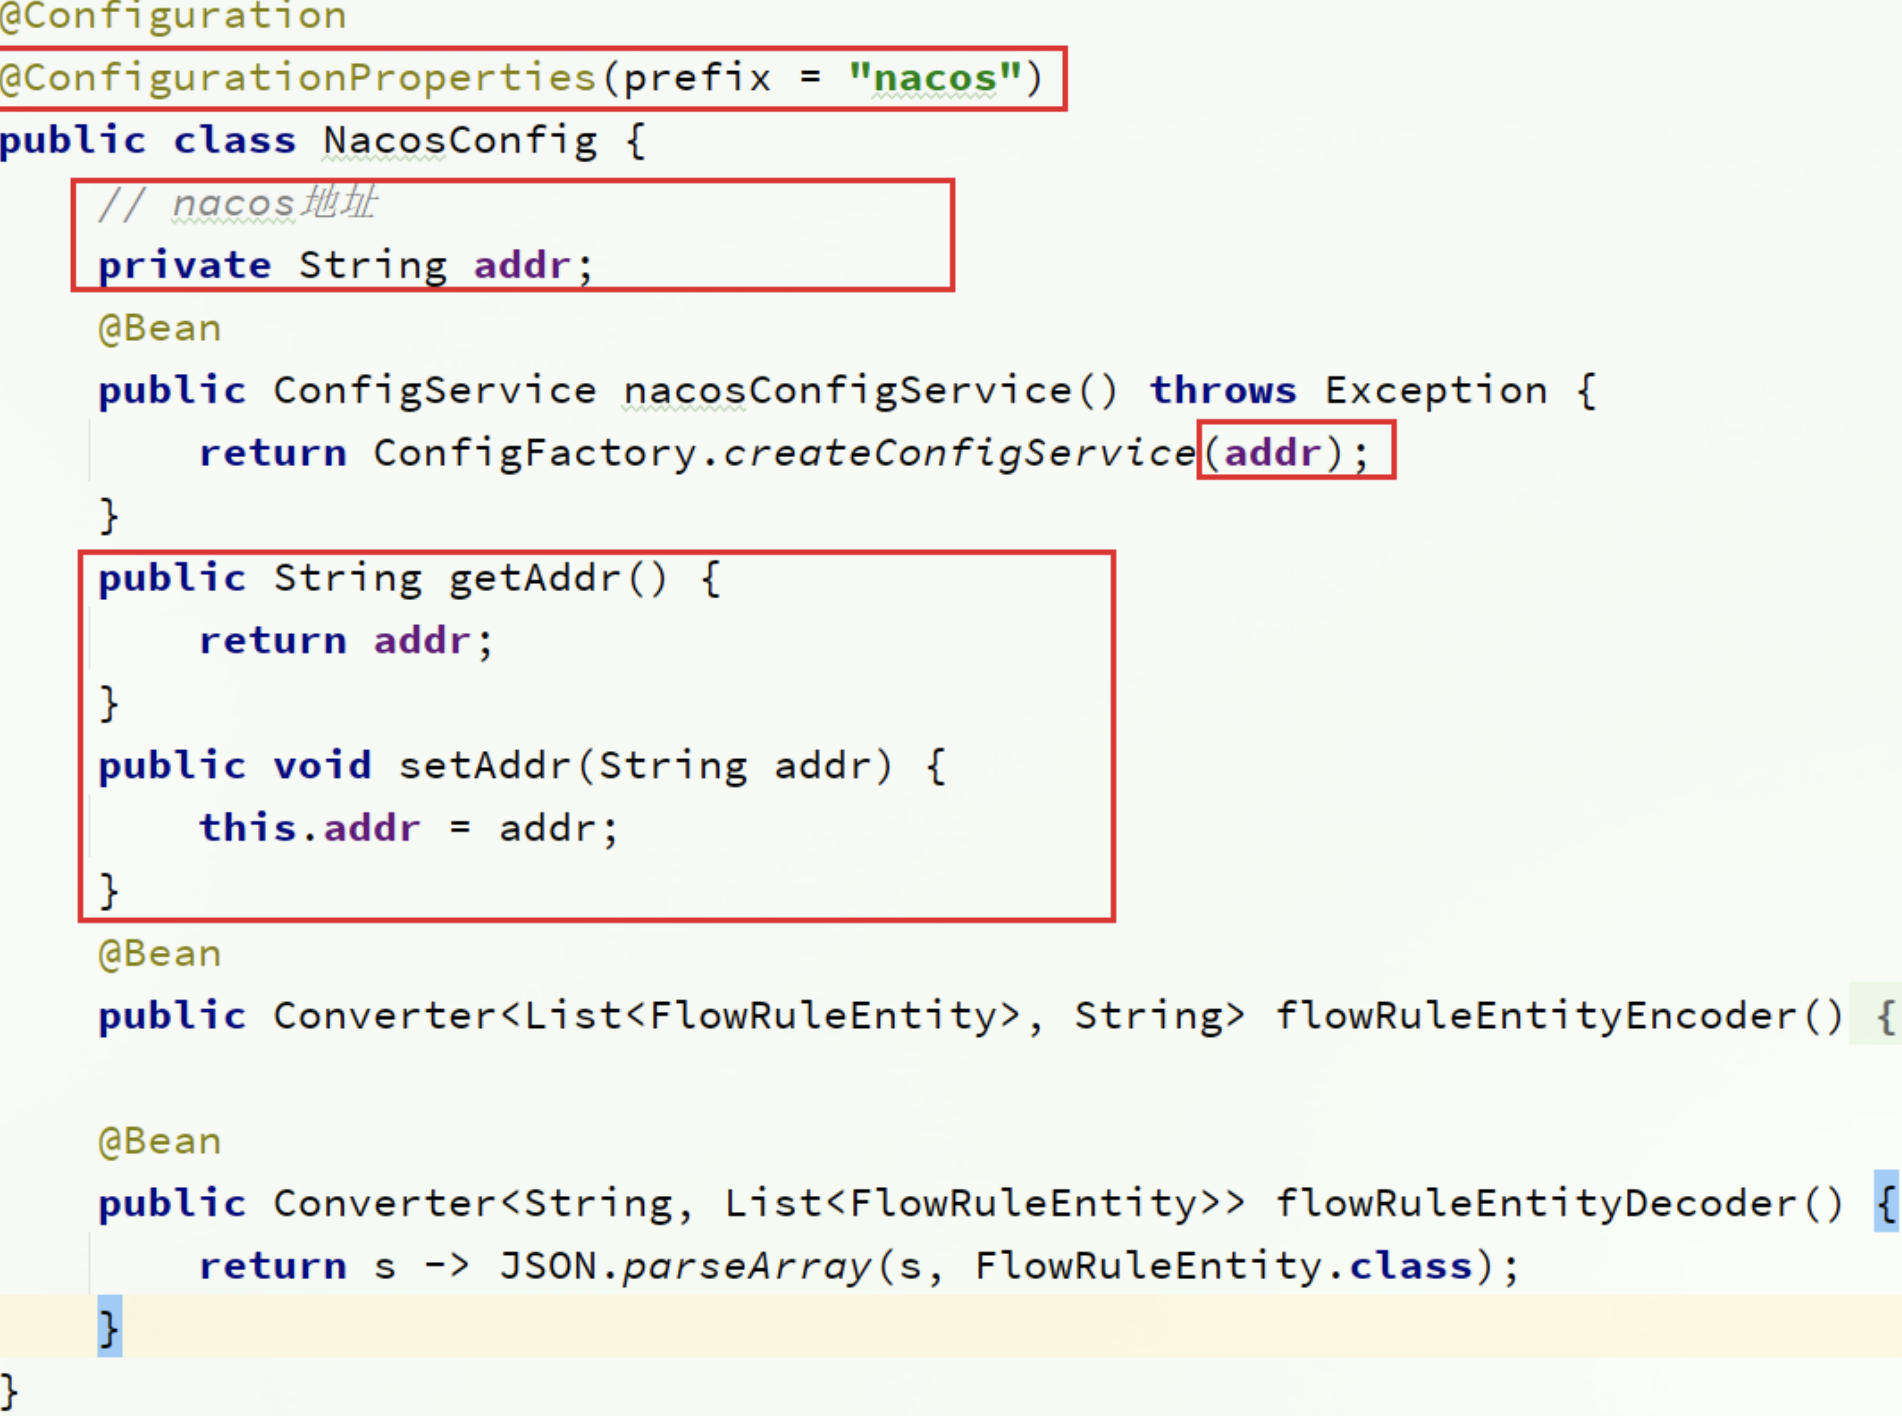 @Configuration
@ConfigurationProperties(prefix = "nacos")
public class NacosConfig {
// nacos地址
private String addr;
@Bean
public ConfigService nacosConfigService() throws Exception {
return ConfigFactory.createConfigService(addr);
}
public String getAddr() {
return addr;
}
public void setAddr(String addr) {
this.addr = addr;
}
@Bean
public Converter<List<FlowRuleEntity>, String> flowRuleEntityEncoder() {
@Bean
public Converter<String, List<FlowRuleEntity>> flowRuleEntityDecoder() {
return s -> JSON.parseArray(s, FlowRuleEntity.class);
}
}